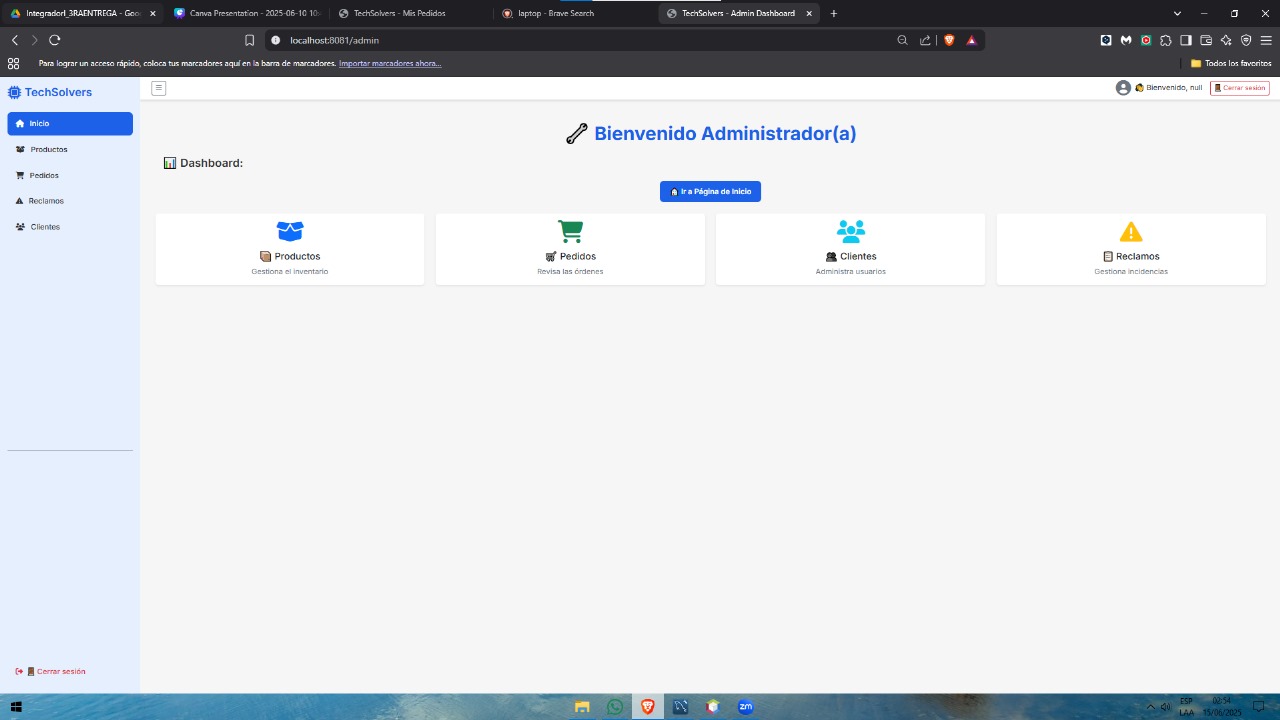 IntegradorI_3RAENTREGA - Goo
Canva Presentation - 2025-06-10 10:
TechSolvers - Mis Pedidos
laptop - Brave Search
TechSolvers - Admin Dashboard
localhost:8081/admin
Para lograr un acceso rápido, coloca tus marcadores aquí en la barra de marcadores. Importar marcadores ahora...
Todos los favoritos
TechSolvers
Bienvenido, null
Cerrar sesión
Inicio
Productos
Pedidos
Reclamos
Clientes
Bienvenido Administrador(a)
Dashboard:
Ir a Página de Inicio
Productos
Gestiona el inventario
Pedidos
Revisa las órdenes
Clientes
Administra usuarios
Reclamos
Gestiona incidencias
Cerrar sesión
zm
ESP
LAA
15/06/2025